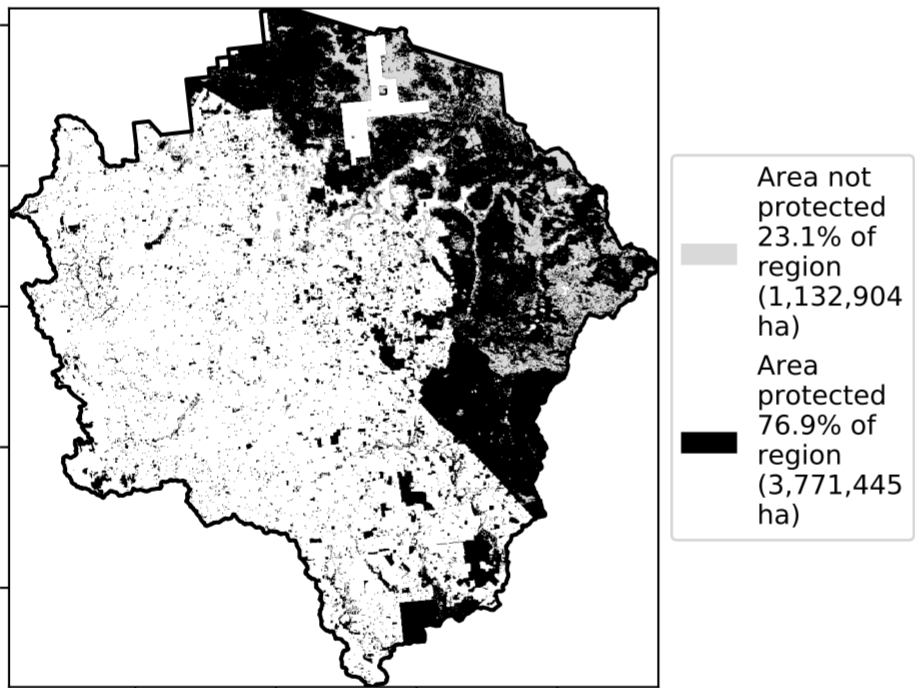 Area not
protected
23.1% of
region
(1,132,904
ha)
Area
protected
76.9% of
region
(3,771,445
ha)